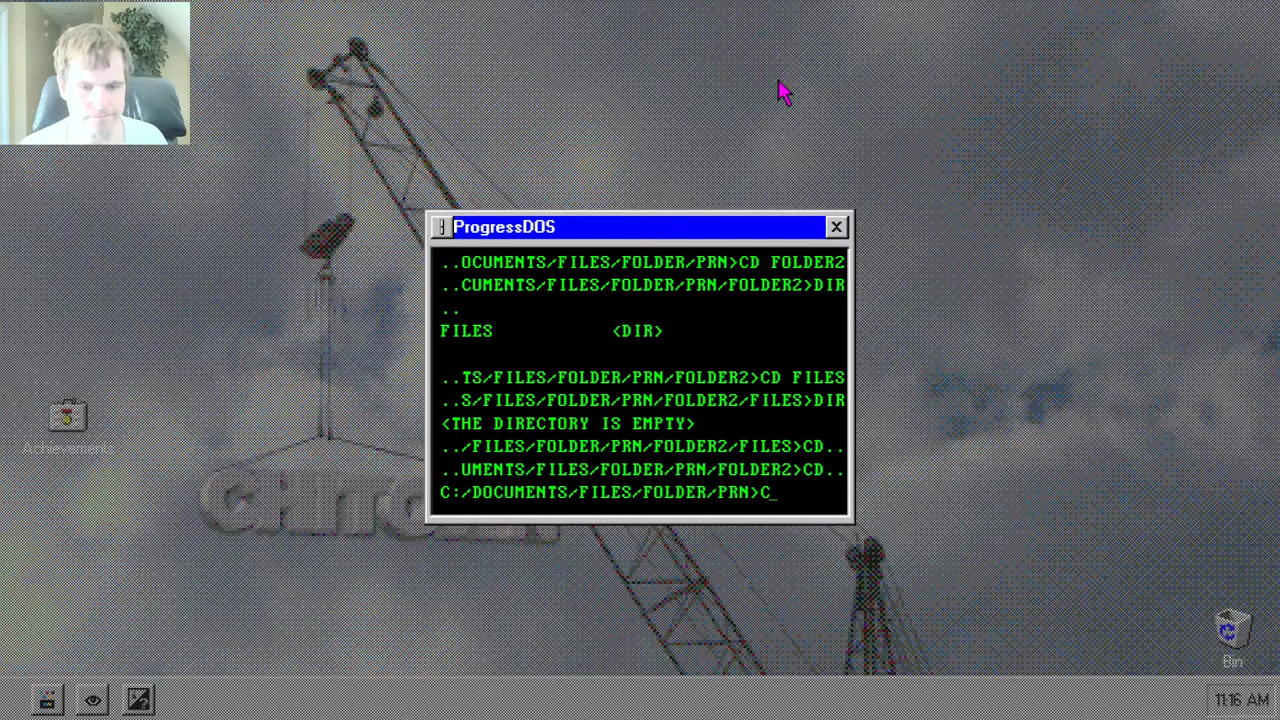 ProgressDOS
..OCUMENTS/FILES/FOLDER/PRN>CD FOLDER2
..CUMENTS/FILES/FOLDER/PRN/FOLDER2>DIR
..
FILES <DIR>
..TS/FILES/FOLDER/PRN/FOLDER2>CD FILES
..S/FILES/FOLDER/PRN/FOLDER2/FILES>DIR
<THE DIRECTORY IS EMPTY>
../FILES/FOLDER/PRN/FOLDER2/FILES>CD..
..UMENTS/FILES/FOLDER/PRN/FOLDER2>CD..
C:/DOCUMENTS/FILES/FOLDER/PRN>C_
Achievements
Bin
11:16 AM